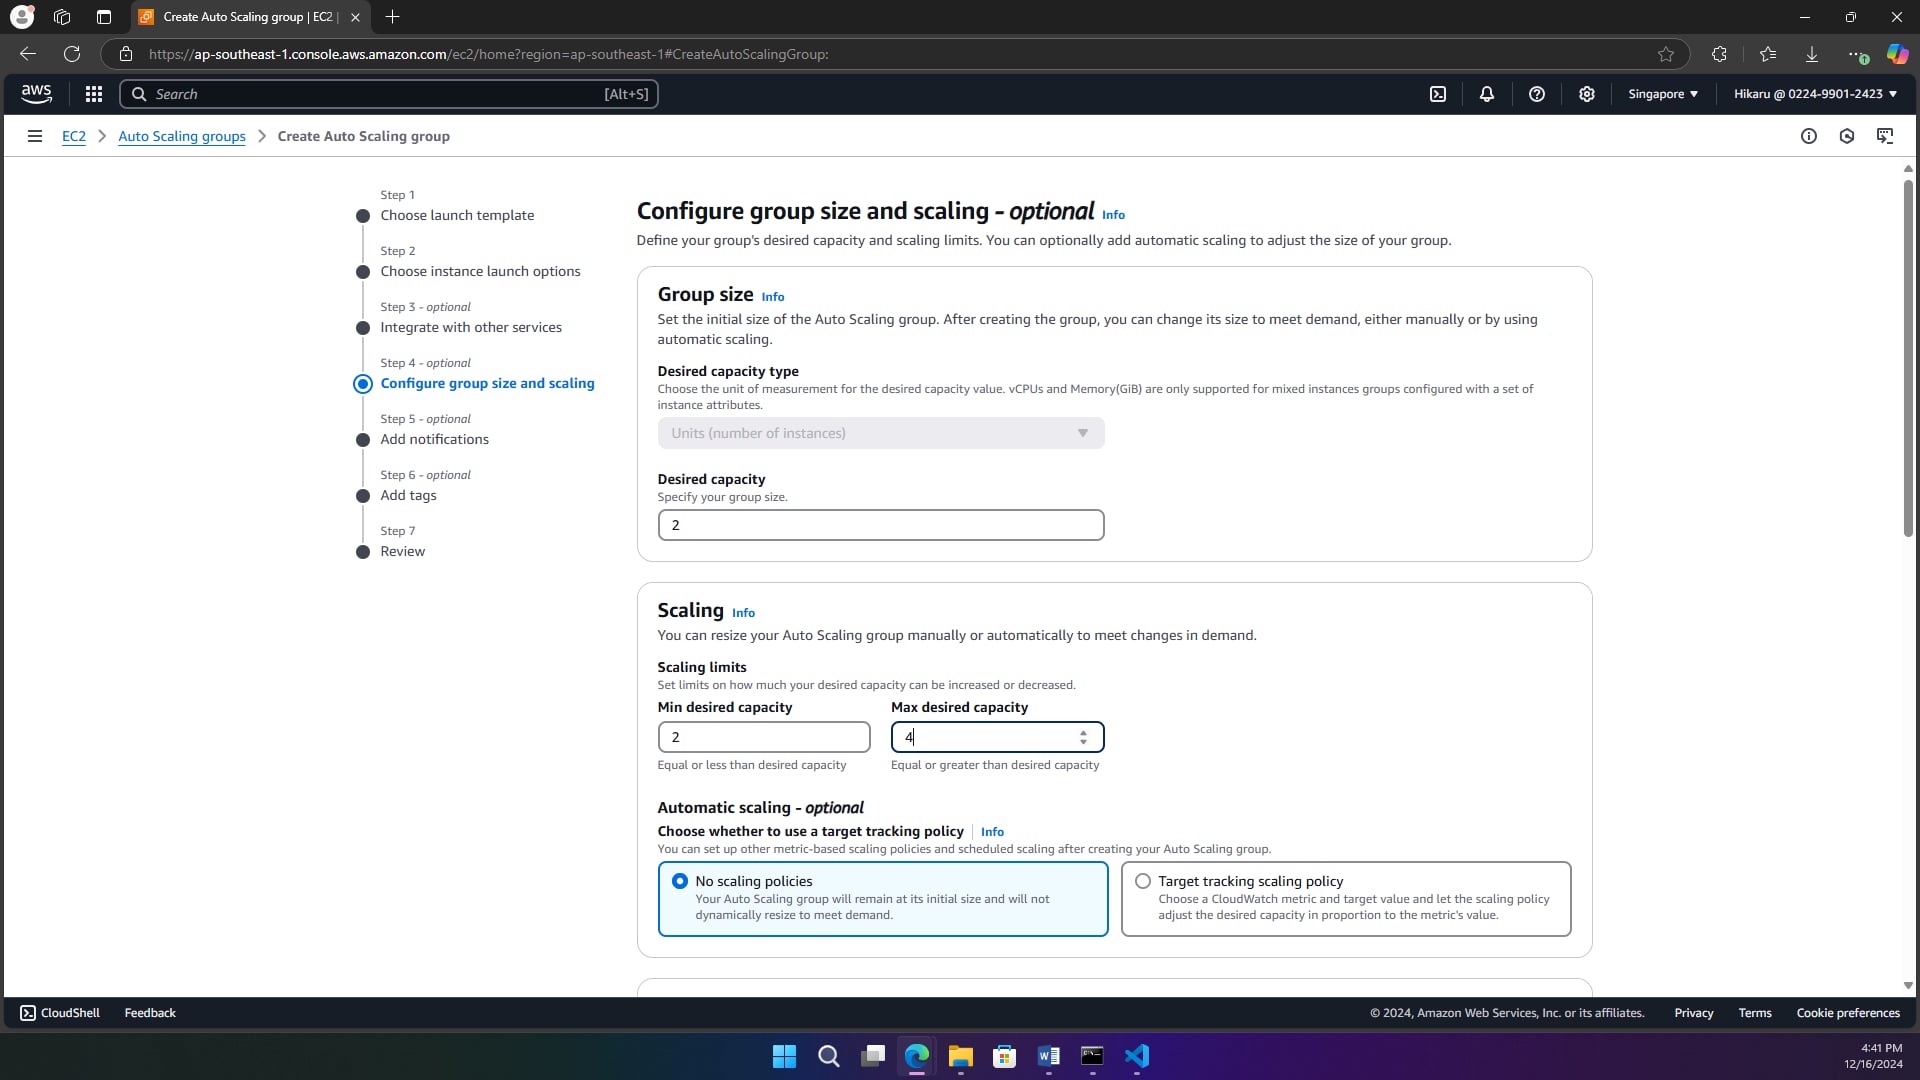 Create Auto Scaling group | EC2 |
https://ap-southeast-1.console.aws.amazon.com/ec2/home?region=ap-southeast-1#CreateAutoScalingGroup:
aws
Search
[Alt+S]
Singapore
Hikaru @ 0224-9901-2423
EC2
Auto Scaling groups
Create Auto Scaling group
Step 1
Choose launch template
Step 2
Choose instance launch options
Step 3 - optional
Integrate with other services
Step 4 - optional
Configure group size and scaling
Step 5 - optional
Add notifications
Step 6 - optional
Add tags
Step 7
Review
Configure group size and scaling - optional Info
Define your group's desired capacity and scaling limits. You can optionally add automatic scaling to adjust the size of your group.
Group size Info
Set the initial size of the Auto Scaling group. After creating the group, you can change its size to meet demand, either manually or by using
automatic scaling.
Desired capacity type
Choose the unit of measurement for the desired capacity value. vCPUs and Memory(GiB) are only supported for mixed instances groups configured with a set of
instance attributes.
Units (number of instances)
Desired capacity
Specify your group size.
2
Scaling Info
You can resize your Auto Scaling group manually or automatically to meet changes in demand.
Scaling limits
Set limits on how much your desired capacity can be increased or decreased.
Min desired capacity
2
Equal or less than desired capacity
Max desired capacity
4
Equal or greater than desired capacity
Automatic scaling - optional
Choose whether to use a target tracking policy Info
You can set up other metric-based scaling policies and scheduled scaling after creating your Auto Scaling group.
No scaling policies
Your Auto Scaling group will remain at its initial size and will not
dynamically resize to meet demand.
Target tracking scaling policy
Choose a CloudWatch metric and target value and let the scaling policy
adjust the desired capacity in proportion to the metric's value.
CloudShell
Feedback
© 2024, Amazon Web Services, Inc. or its affiliates.
Privacy
Terms
Cookie preferences
4:41 PM
12/16/2024